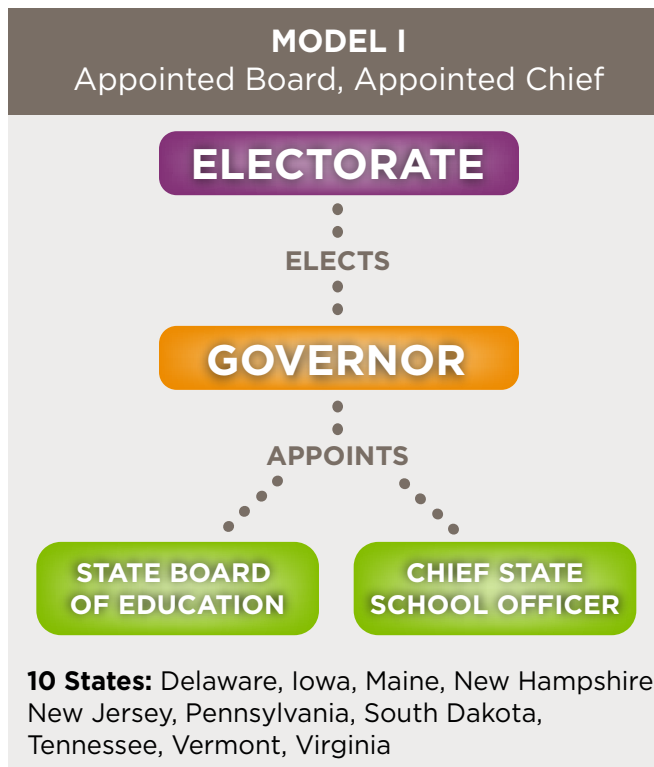 MODEL I
Appointed Board, Appointed Chief
ELECTORATE
ELECTS
GOVERNOR
APPOINTS
STATE BOARD
OF EDUCATION
CHIEF STATE
SCHOOL OFFICER
10 States: Delaware, Iowa, Maine, New Hampshire
New Jersey, Pennsylvania, South Dakota,
Tennessee, Vermont, Virginia